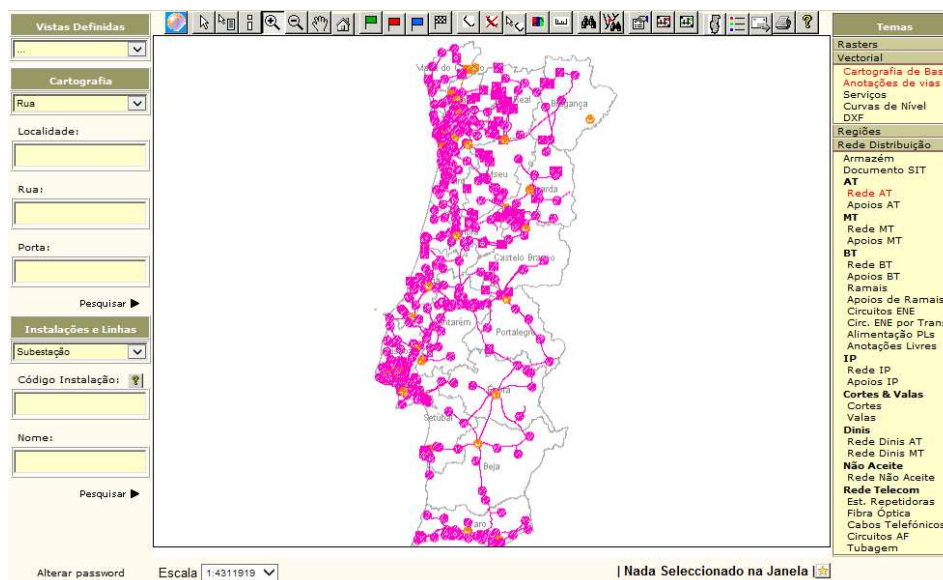 Vistas Definidas
...
Cartografia
Rua
Localidade:
Rua:
Porta:
Pesquisar ▶
Instalações e Linhas
Subestação
Código Instalação: ?
Nome:
Pesquisar ▶
Alterar password
Real
Bragança
Castelo Branco
Portalegre
Setúbal
Beja
Escala 1:4311919
| Nada Seleccionado na Janela |
Temas
Rasters
Vectorial
Cartografia de Bas
Anotações de vias
Serviços
Curvas de Nível
DXF
Regiões
Rede Distribuição
Armazém
Documento SIT
AT
Rede AT
Apoios AT
MT
Rede MT
Apoios MT
BT
Rede BT
Apoios BT
Ramais
Apoios de Ramais
Circuitos ENE
Circ. ENE por Trans
Alimentação PLs
Anotações Livres
IP
Rede IP
Apoios IP
Cortes & Valas
Cortes
Valas
Dinis
Rede Dinis AT
Rede Dinis MT
Não Aceite
Rede Não Aceite
Rede Telecom
Est. Repetidoras
Fibra Óptica
Cabos Telefónicos
Circuitos AF
Tubagem